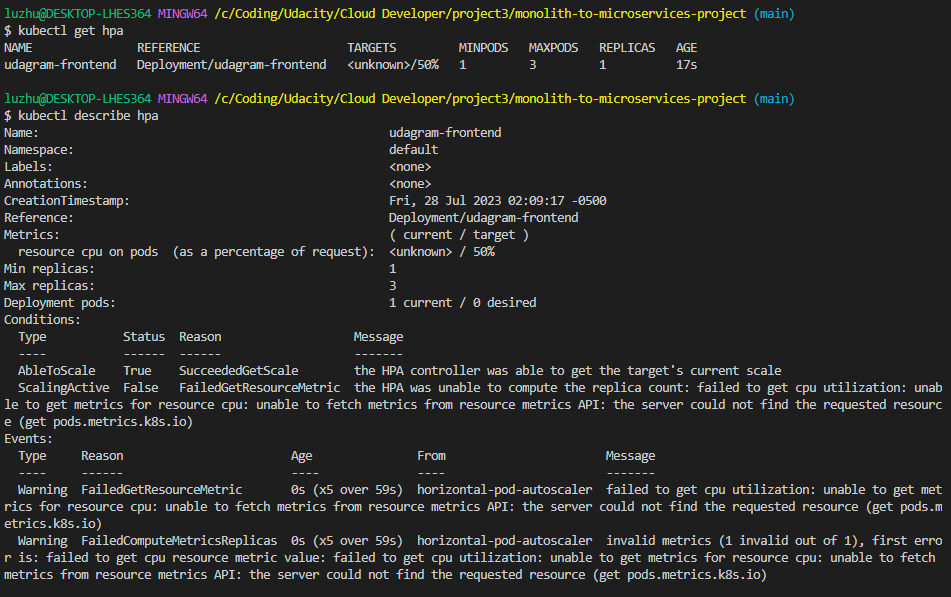 luzhu@DESKTOP-LHES364 MINGW64 /c/Coding/Udacity/Cloud Developer/project3/monolith-to-microservices-project (main)
$ kubectl get hpa
NAME REFERENCE TARGETS MINPODS MAXPODS REPLICAS AGE
udagram-frontend Deployment/udagram-frontend <unknown>/50% 1 3 1 17s
luzhu@DESKTOP-LHES364 MINGW64 /c/Coding/Udacity/Cloud Developer/project3/monolith-to-microservices-project (main)
$ kubectl describe hpa
Name: udagram-frontend
Namespace: default
Labels: <none>
Annotations: <none>
CreationTimestamp: Fri, 28 Jul 2023 02:09:17 -0500
Reference: Deployment/udagram-frontend
Metrics: ( current / target )
resource cpu on pods (as a percentage of request): <unknown> / 50%
Min replicas: 1
Max replicas: 3
Deployment pods: 1 current / 0 desired
Conditions:
Type Status Reason Message
---- ------ ------ -------
AbleToScale True SucceededGetScale the HPA controller was able to get the target's current scale
ScalingActive False FailedGetResourceMetric the HPA was unable to compute the replica count: failed to get cpu utilization: unab
le to get metrics for resource cpu: unable to fetch metrics from resource metrics API: the server could not find the requested resourc
e (get pods.metrics.k8s.io)
Events:
Type Reason Age From Message
---- ------ ---- ---- -------
Warning FailedGetResourceMetric 0s (x5 over 59s) horizontal-pod-autoscaler failed to get cpu utilization: unable to get met
rics for resource cpu: unable to fetch metrics from resource metrics API: the server could not find the requested resource (get pods.m
etrics.k8s.io)
Warning FailedComputeMetricsReplicas 0s (x5 over 59s) horizontal-pod-autoscaler invalid metrics (1 invalid out of 1), first erro
r is: failed to get cpu resource metric value: failed to get cpu utilization: unable to get metrics for resource cpu: unable to fetch
metrics from resource metrics API: the server could not find the requested resource (get pods.metrics.k8s.io)